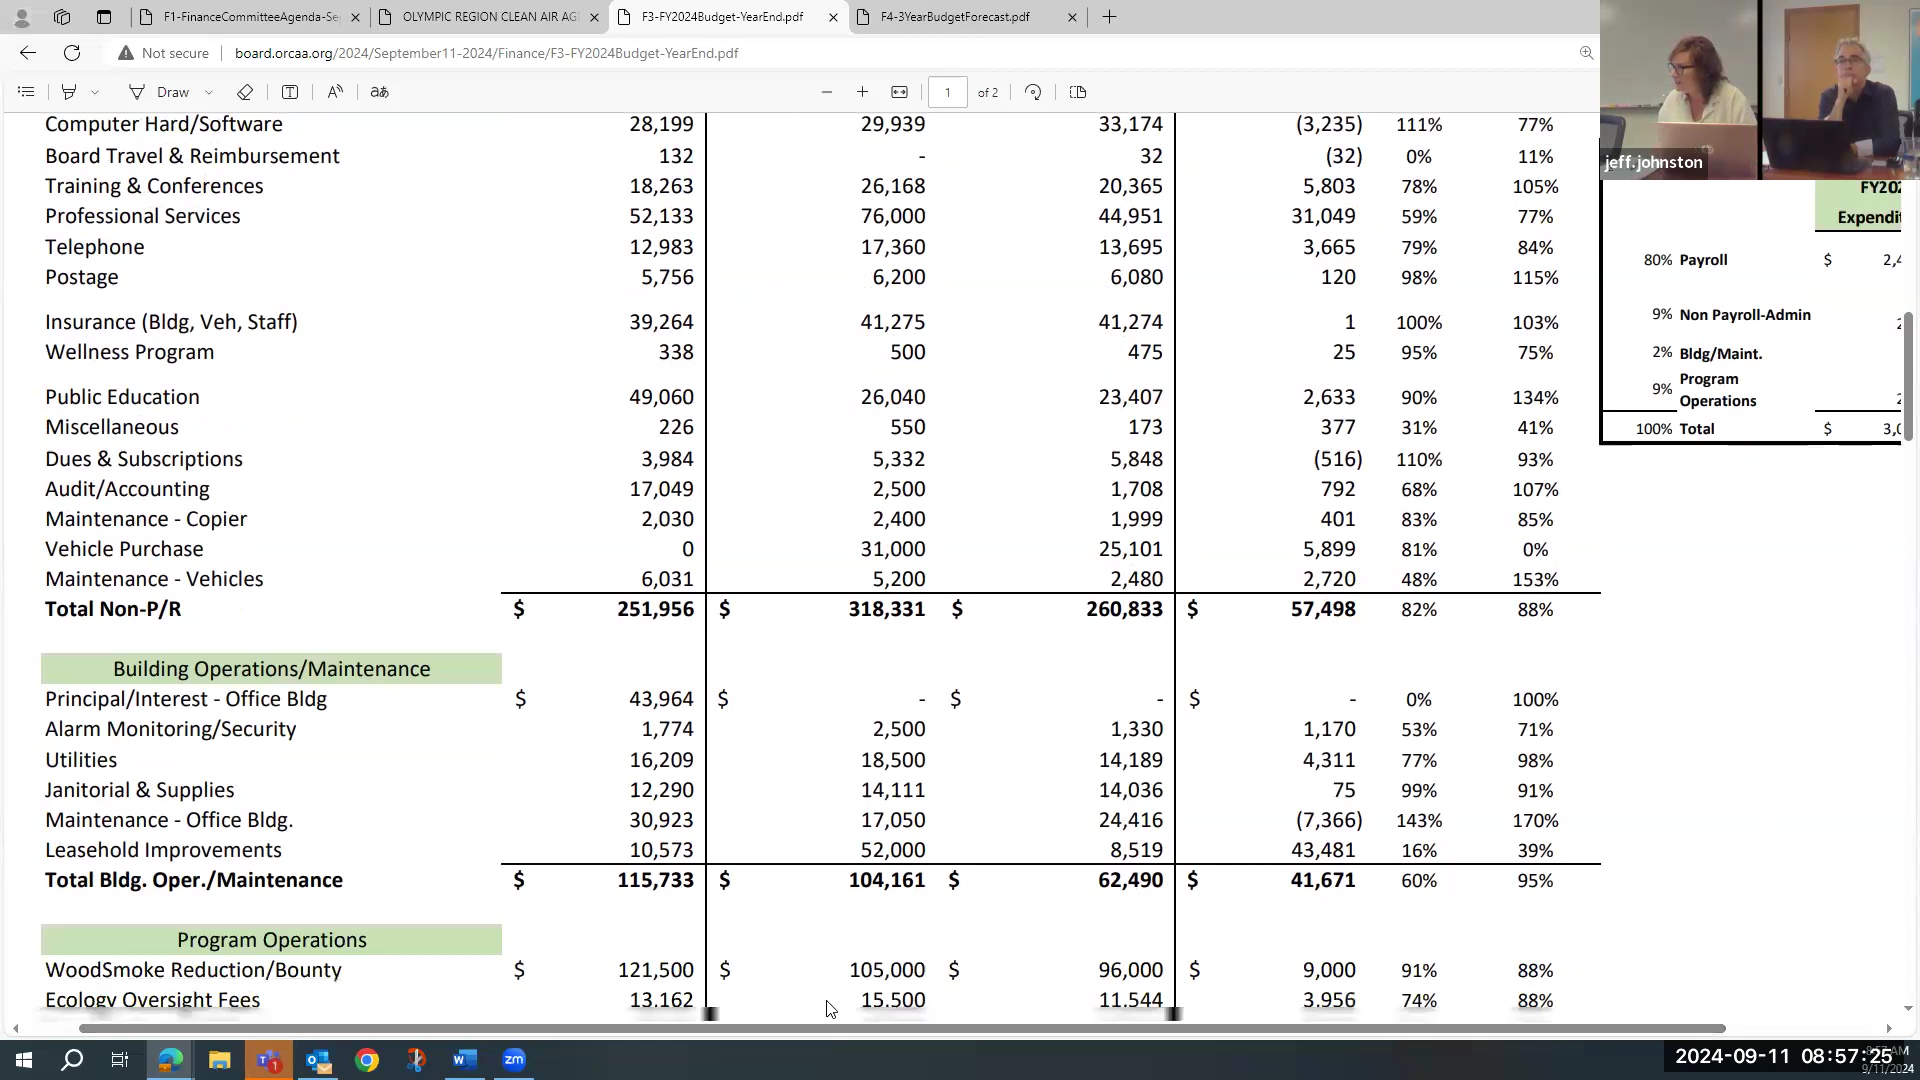 F1-FinanceCommitteeAgenda-Se
OLYMPIC REGION CLEAN AIR AGE
F3-FY2024Budget-YearEnd.pdf
F4-3YearBudgetForecast.pdf
Not secure board.orcaa.org/2024/September11-2024/Finance/F3-FY2024Budget-YearEnd.pdf
Draw 1 of 2
jeff.johnston
Computer Hard/Software 28,199 29,939 33,174 (3,235) 111% 77%
Board Travel & Reimbursement 132 - 32 (32) 0% 11%
Training & Conferences 18,263 26,168 20,365 5,803 78% 105%
Professional Services 52,133 76,000 44,951 31,049 59% 77%
Telephone 12,983 17,360 13,695 3,665 79% 84%
Postage 5,756 6,200 6,080 120 98% 115%
Insurance (Bldg, Veh, Staff) 39,264 41,275 41,274 1 100% 103%
Wellness Program 338 500 475 25 95% 75%
Public Education 49,060 26,040 23,407 2,633 90% 134%
Miscellaneous 226 550 173 377 31% 41%
Dues & Subscriptions 3,984 5,332 5,848 (516) 110% 93%
Audit/Accounting 17,049 2,500 1,708 792 68% 107%
Maintenance - Copier 2,030 2,400 1,999 401 83% 85%
Vehicle Purchase 0 31,000 25,101 5,899 81% 0%
Maintenance - Vehicles 6,031 5,200 2,480 2,720 48% 153%
Total Non-P/R $ 251,956 $ 318,331 $ 260,833 $ 57,498 82% 88%
Building Operations/Maintenance
Principal/Interest - Office Bldg $ 43,964 $ - $ - $ - 0% 100%
Alarm Monitoring/Security 1,774 2,500 1,330 1,170 53% 71%
Utilities 16,209 18,500 14,189 4,311 77% 98%
Janitorial & Supplies 12,290 14,111 14,036 75 99% 91%
Maintenance - Office Bldg. 30,923 17,050 24,416 (7,366) 143% 170%
Leasehold Improvements 10,573 52,000 8,519 43,481 16% 39%
Total Bldg. Oper./Maintenance $ 115,733 $ 104,161 $ 62,490 $ 41,671 60% 95%
Program Operations
WoodSmoke Reduction/Bounty $ 121,500 $ 105,000 $ 96,000 $ 9,000 91% 88%
Ecology Oversight Fees 13,162 15,500 11,544 3,956 74% 88%
FY202
Expendit
80% Payroll $ 2,4
9% Non Payroll-Admin 2
2% Bldg/Maint.
9% Program
Operations 2
100% Total $ 3,0
2024-09-11 08:57:25
9/11/2024